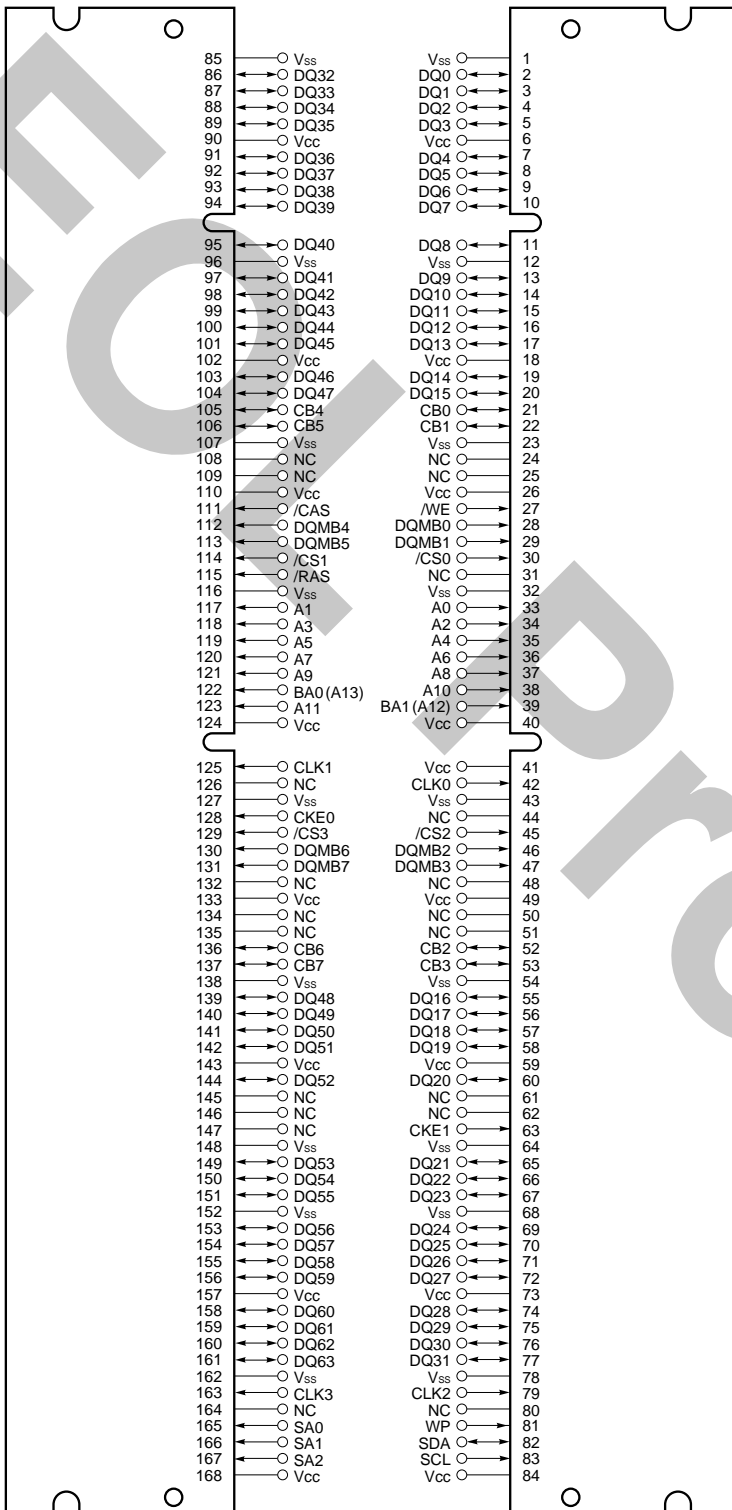 85 Vss Vss 1
86 DQ32 DQ0 2
87 DQ33 DQ1 3
88 DQ34 DQ2 4
89 DQ35 DQ3 5
90 Vcc Vcc 6
91 DQ36 DQ4 7
92 DQ37 DQ5 8
93 DQ38 DQ6 9
94 DQ39 DQ7 10
95 DQ40 DQ8 11
96 Vss Vss 12
97 DQ41 DQ9 13
98 DQ42 DQ10 14
99 DQ43 DQ11 15
100 DQ44 DQ12 16
101 DQ45 DQ13 17
102 Vcc Vcc 18
103 DQ46 DQ14 19
104 DQ47 DQ15 20
105 CB4 CB0 21
106 CB5 CB1 22
107 Vss Vss 23
108 NC NC 24
109 NC NC 25
110 Vcc Vcc 26
111 /CAS /WE 27
112 DQMB4 DQMB0 28
113 DQMB5 DQMB1 29
114 /CS1 /CS0 30
115 /RAS NC 31
116 Vss Vss 32
117 A1 A0 33
118 A3 A2 34
119 A5 A4 35
120 A7 A6 36
121 A9 A8 37
122 BA0 (A13) A10 38
123 A11 BA1 (A12) 39
124 Vcc Vcc 40
125 CLK1 Vcc 41
126 NC CLK0 42
127 Vss Vss 43
128 CKE0 NC 44
129 /CS3 /CS2 45
130 DQMB6 DQMB2 46
131 DQMB7 DQMB3 47
132 NC NC 48
133 Vcc Vcc 49
134 NC NC 50
135 NC NC 51
136 CB6 CB2 52
137 CB7 CB3 53
138 Vss Vss 54
139 DQ48 DQ16 55
140 DQ49 DQ17 56
141 DQ50 DQ18 57
142 DQ51 DQ19 58
143 Vcc Vcc 59
144 DQ52 DQ20 60
145 NC NC 61
146 NC NC 62
147 NC CKE1 63
148 Vss Vss 64
149 DQ53 DQ21 65
150 DQ54 DQ22 66
151 DQ55 DQ23 67
152 Vss Vss 68
153 DQ56 DQ24 69
154 DQ57 DQ25 70
155 DQ58 DQ26 71
156 DQ59 DQ27 72
157 Vcc Vcc 73
158 DQ60 DQ28 74
159 DQ61 DQ29 75
160 DQ62 DQ30 76
161 DQ63 DQ31 77
162 Vss Vss 78
163 CLK3 CLK2 79
164 NC NC 80
165 SA0 WP 81
166 SA1 SDA 82
167 SA2 SCL 83
168 Vcc Vcc 84
EOL Pro